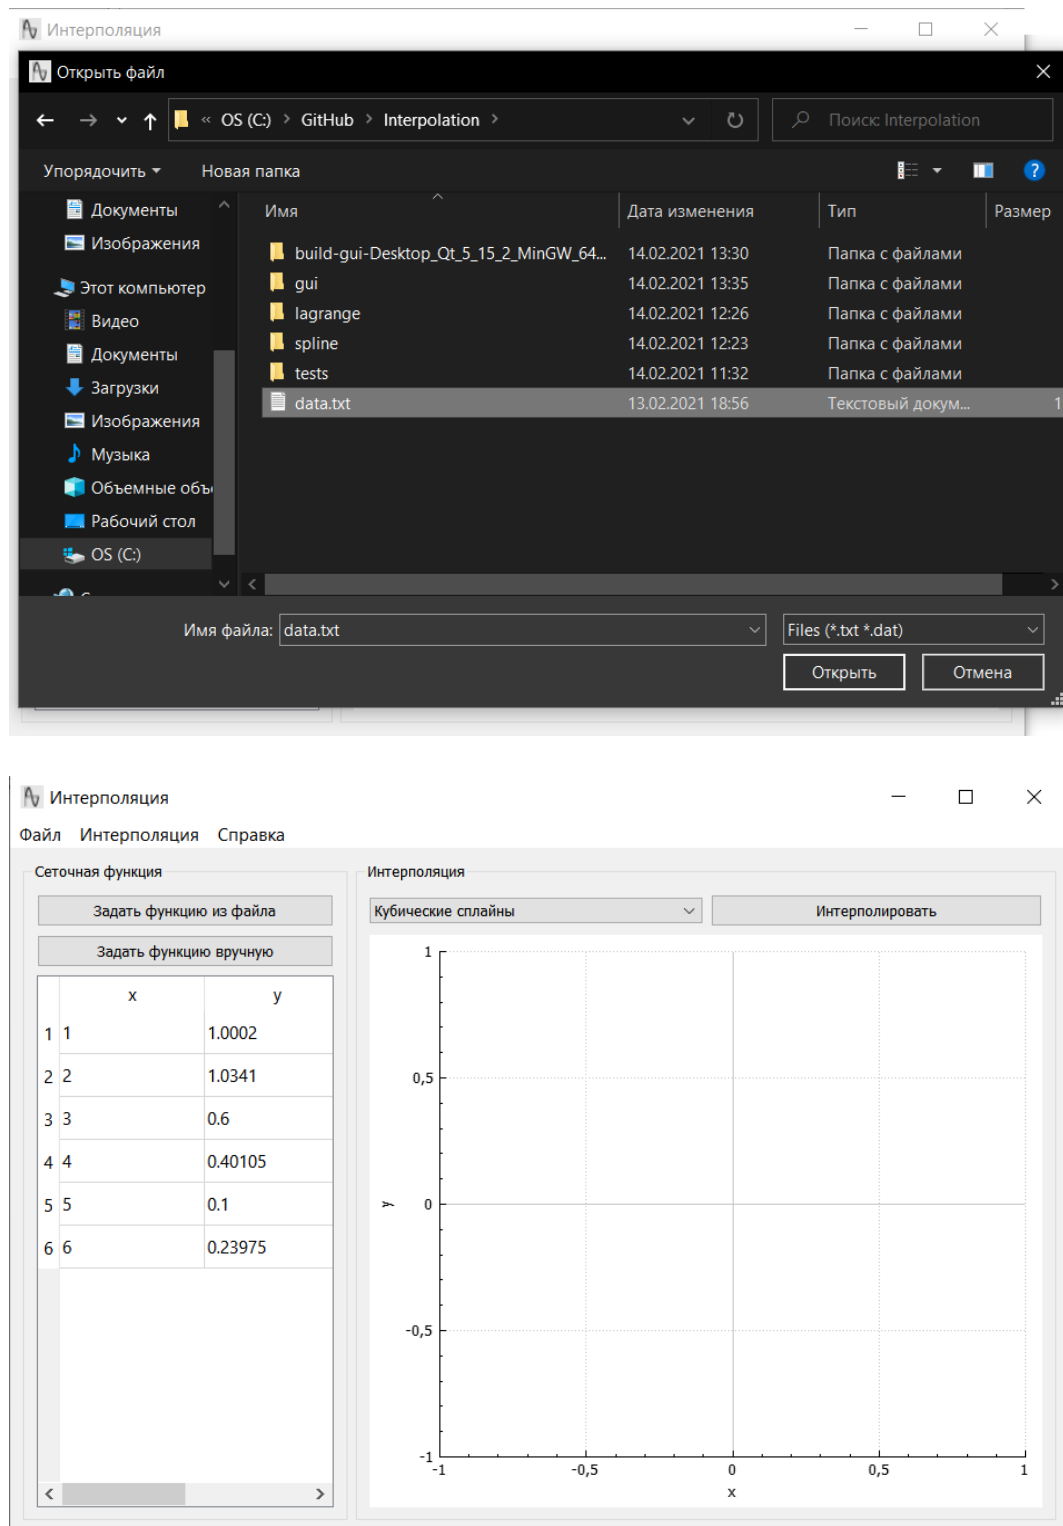 Интерполяция
Открыть файл
« OS (C:) > GitHub > Interpolation >
Поиск: Interpolation
Упорядочить
Новая папка
Имя
Дата изменения
Тип
Размер
Документы
Изображения
Этот компьютер
Видео
Документы
Загрузки
Изображения
Музыка
Объемные объ
Рабочий стол
OS (C:)
build-gui-Desktop_Qt_5_15_2_MinGW_64... 14.02.2021 13:30 Папка с файлами
gui 14.02.2021 13:35 Папка с файлами
lagrange 14.02.2021 12:26 Папка с файлами
spline 14.02.2021 12:23 Папка с файлами
tests 14.02.2021 11:32 Папка с файлами
data.txt 13.02.2021 18:56 Текстовый докум... 1
Имя файла: data.txt
Files (*.txt *.dat)
Открыть
Отмена
Интерполяция
Файл Интерполяция Справка
Сеточная функция
Задать функцию из файла
Задать функцию вручную
x y
1 1 1.0002
2 2 1.0341
3 3 0.6
4 4 0.40105
5 5 0.1
6 6 0.23975
Интерполяция
Кубические сплайны
Интерполировать
1
0,5
0
-0,5
-1
y
-1 -0,5 0 0,5 1
x